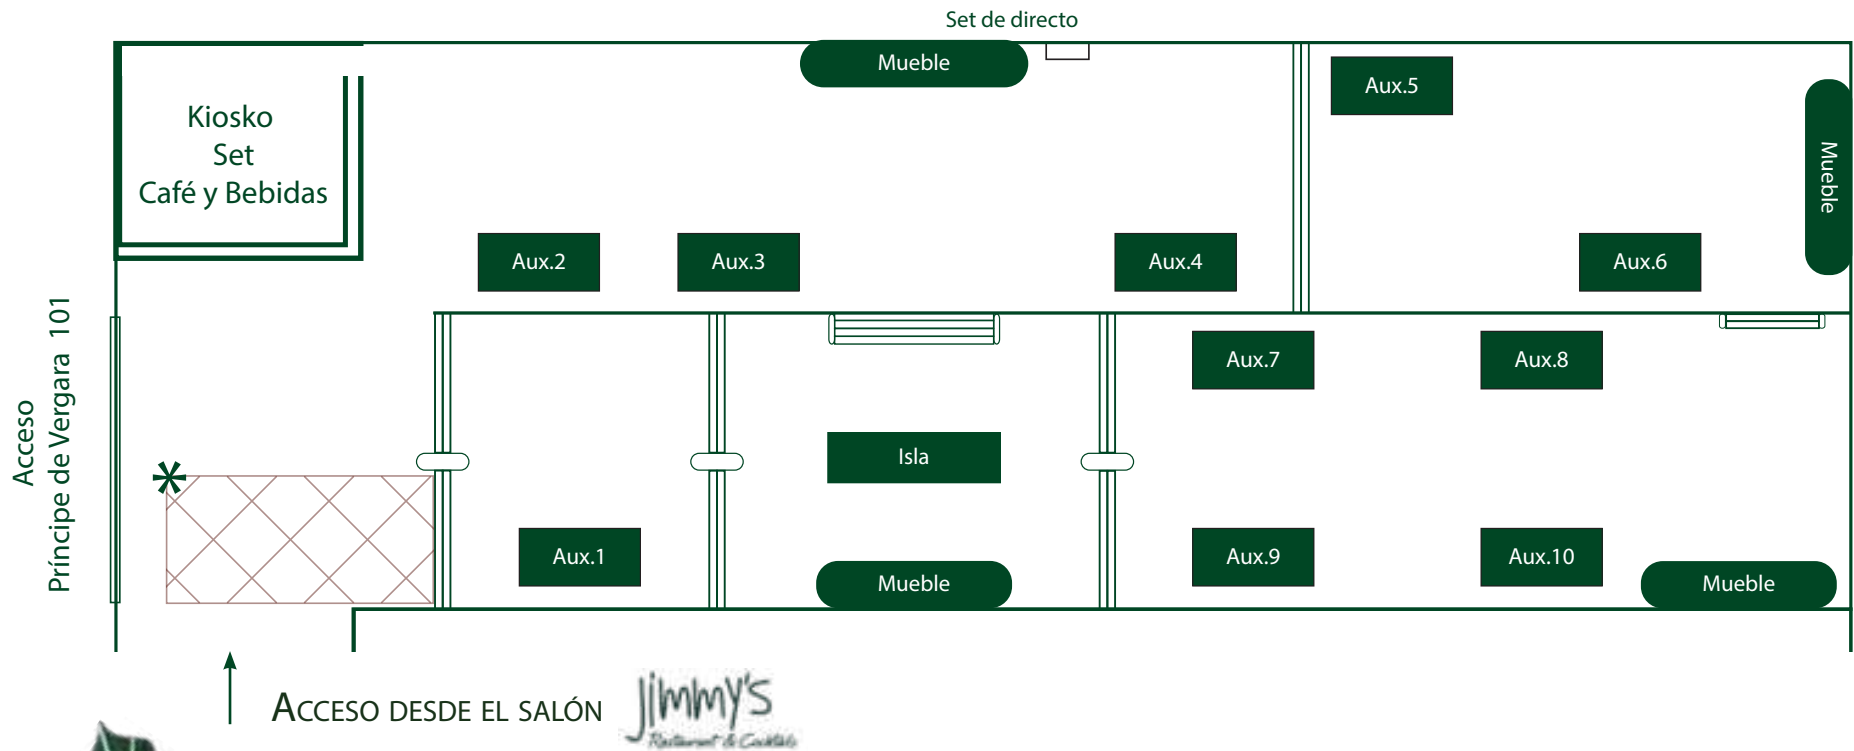 Set de directo
Mueble
Aux.5
Kiosko
Set
Café y Bebidas
Mueble
Aux.2
Aux.3
Aux.4
Aux.6
Acceso
Príncipe de Vergara 101
Aux.7
Aux.8
*
Isla
Aux.1
Mueble
Aux.9
Aux.10
Mueble
ACCESO DESDE EL SALÓN
Jimmy's
Restaurant & Cocktails